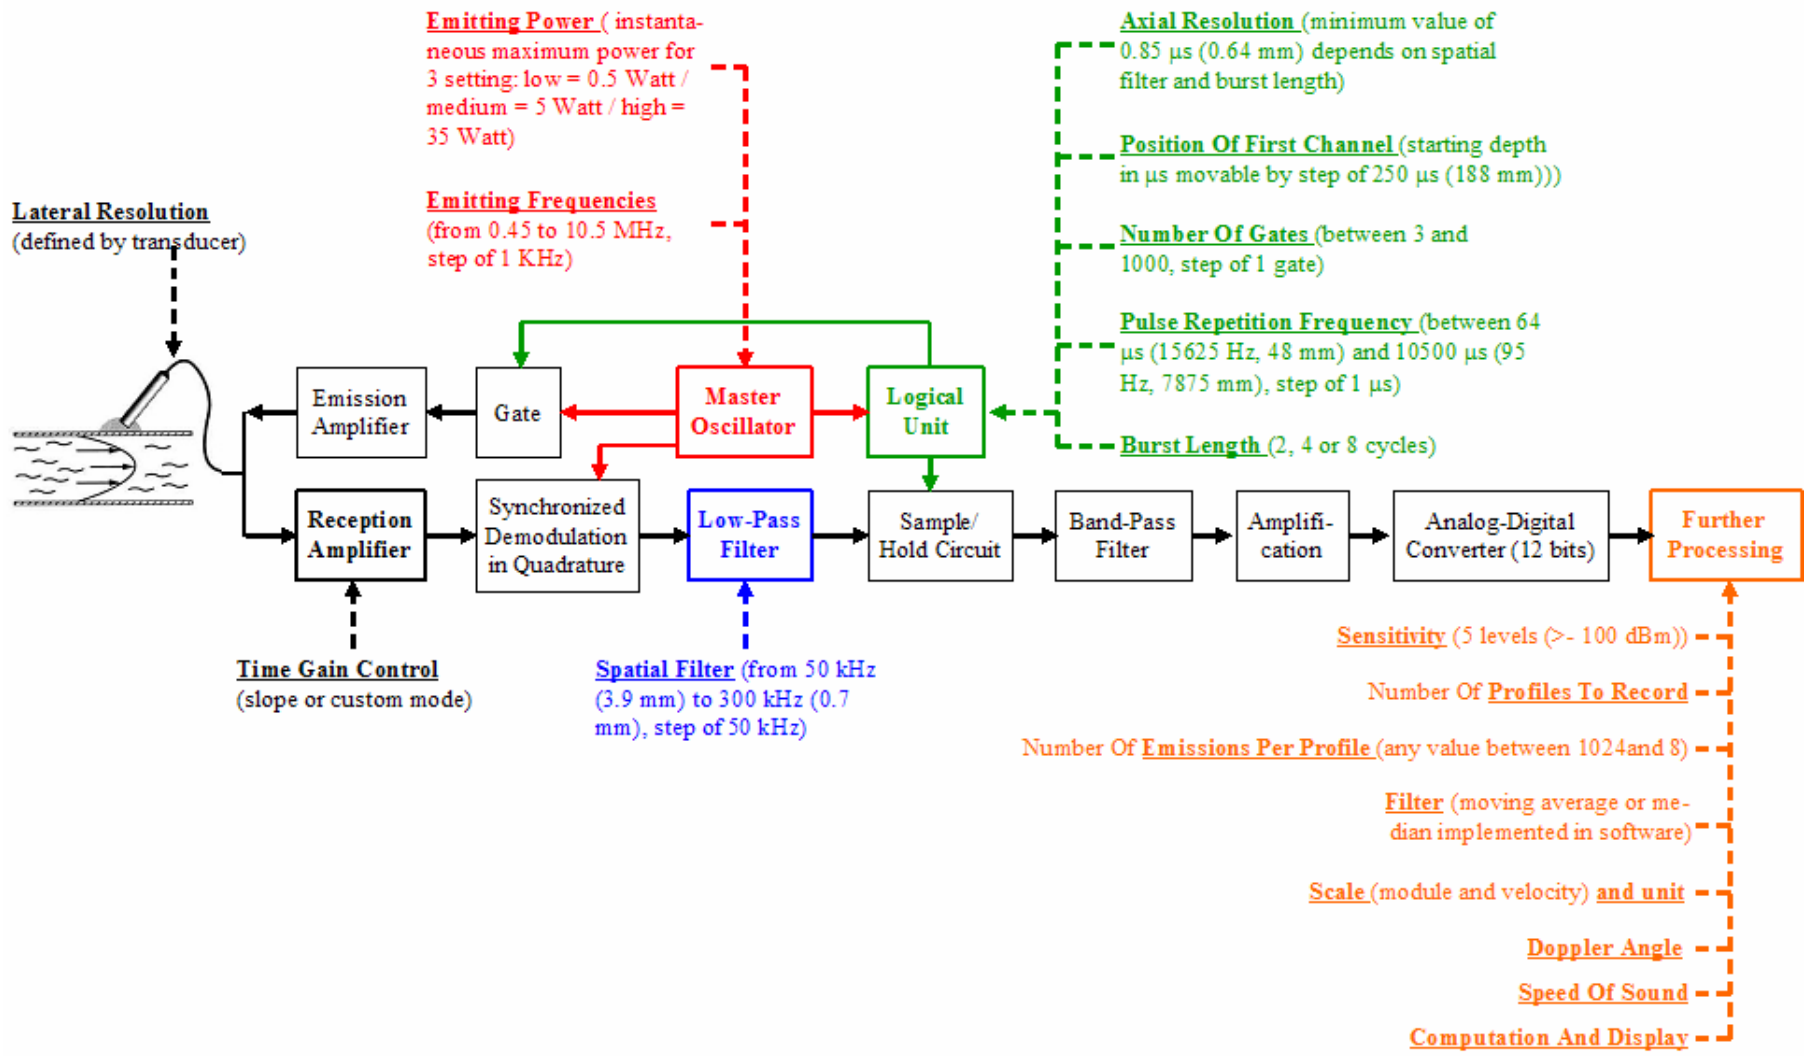 Emitting Power ( instanta-
neous maximum power for
3 setting: low = 0.5 Watt /
medium = 5 Watt / high =
35 Watt)
Emitting Frequencies
(from 0.45 to 10.5 MHz,
step of 1 KHz)
Axial Resolution (minimum value of
0.85 μs (0.64 mm) depends on spatial
filter and burst length)
Position Of First Channel (starting depth
in μs movable by step of 250 μs (188 mm)))
Number Of Gates (between 3 and
1000, step of 1 gate)
Pulse Repetition Frequency (between 64
μs (15625 Hz, 48 mm) and 10500 μs (95
Hz, 7875 mm), step of 1 μs)
Burst Length (2, 4 or 8 cycles)
Lateral Resolution
(defined by transducer)
Emission
Amplifier
Gate
Master
Oscillator
Logical
Unit
Reception
Amplifier
Synchronized
Demodulation
in Quadrature
Low-Pass
Filter
Sample/
Hold Circuit
Band-Pass
Filter
Amplifi-
cation
Analog-Digital
Converter (12 bits)
Further
Processing
Time Gain Control
(slope or custom mode)
Spatial Filter (from 50 kHz
(3.9 mm) to 300 kHz (0.7
mm), step of 50 kHz)
Sensitivity (5 levels (>- 100 dBm))
Number Of Profiles To Record
Number Of Emissions Per Profile (any value between 1024and 8)
Filter (moving average or me-
dian implemented in software)
Scale (module and velocity) and unit
Doppler Angle
Speed Of Sound
Computation And Display